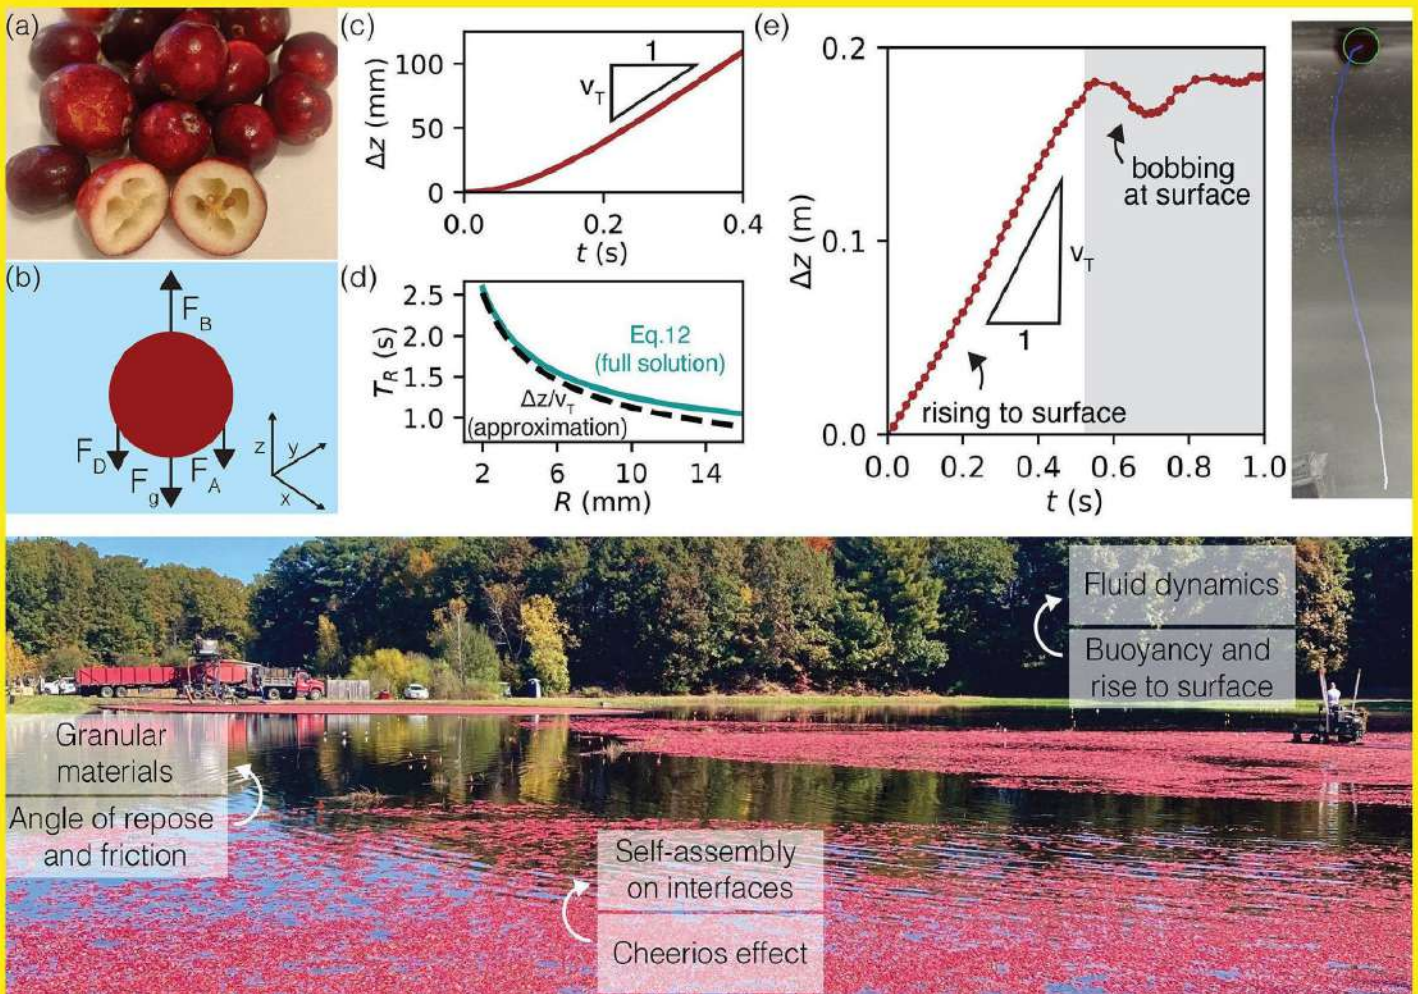 (a)
(b)
F_B
F_D
F_g
F_A
z
y
x
(c)
Δz (mm)
100
50
0
1
v_T
0.0
0.2
0.4
t (s)
(d)
T_R (s)
2.5
2.0
1.5
1.0
Eq.12
(full solution)
Δz/v_T
(approximation)
2
6
10
14
R (mm)
(e)
Δz (m)
0.2
0.1
0.0
bobbing
at surface
v_T
1
rising to surface
0.0
0.2
0.4
0.6
0.8
1.0
t (s)
Fluid dynamics
Buoyancy and
rise to surface
Granular
materials
Angle of repose
and friction
Self-assembly
on interfaces
Cheerios effect